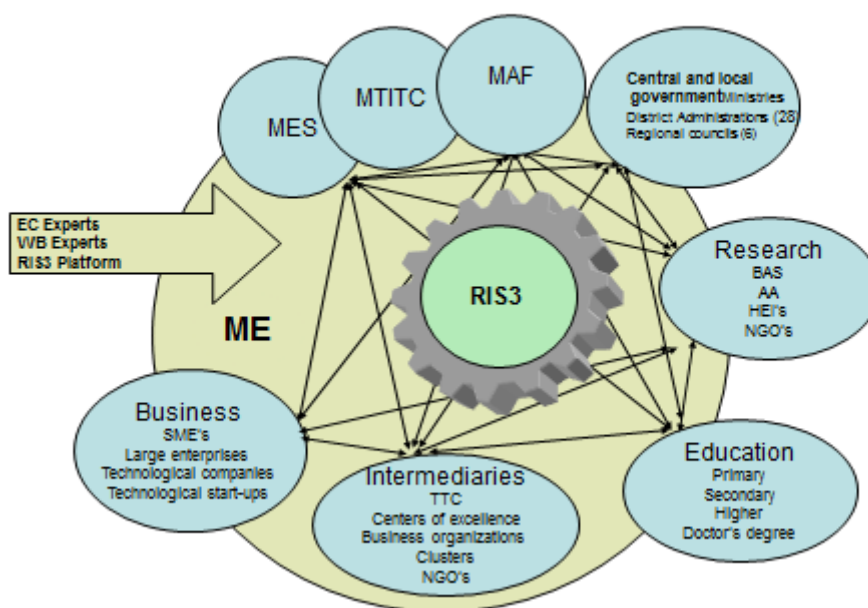 MES
MTITC
MAF
Central and local
governmentMinistries
District Administrations (28)
Regional councils (6)
EC Experts
WB Experts
RIS3 Platform
ME
RIS3
Research
BAS
AA
HEI's
NGO's
Business
SME's
Large enterprises
Technological companies
Technological start-ups
Intermediaries
TTC
Centers of excellence
Business organizations
Clusters
NGO's
Education
Primary
Secondary
Higher
Doctor's degree